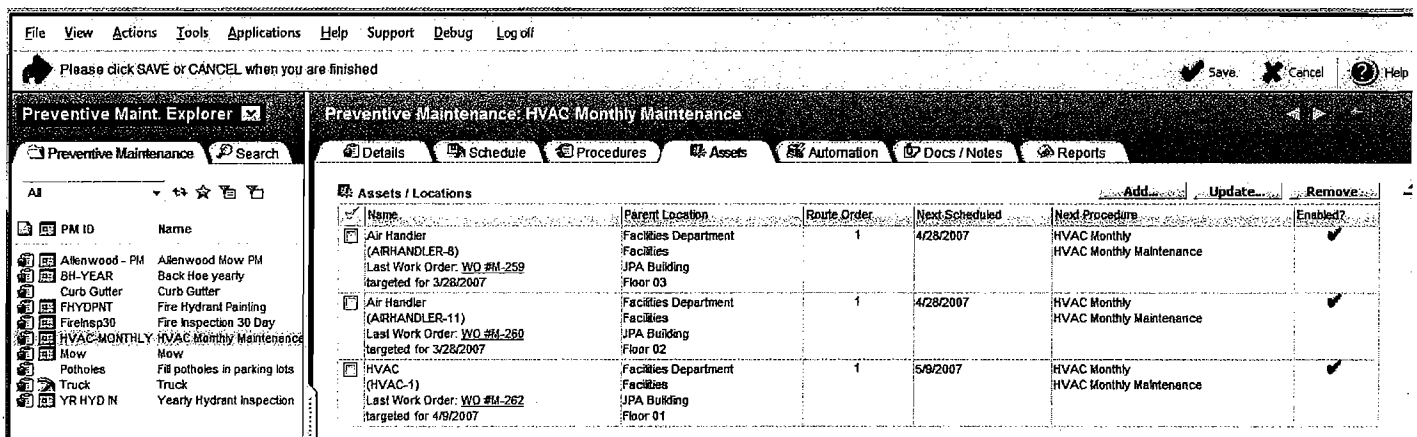 File View Actions Tools Applications Help Support Debug Log off
Please click SAVE or CANCEL when you are finished Save Cancel Help
Preventive Maint. Explorer
Preventive Maintenance Search
All
PM ID Name
Allenwood - PM Allenwood Mow PM
BH-YEAR Back Hoe yearly
Curb Gutter Curb Gutter
FHYDPNT Fire Hydrant Painting
FireInsp30 Fire Inspection 30 Day
HVAC-MONTHLY HVAC Monthly Maintenance
Mow Mow
Potholes Fill potholes in parking lots
Truck Truck
YR HYD IN Yearly Hydrant Inspection
Preventive Maintenance: HVAC Monthly Maintenance
Details Schedule Procedures Assets Automation Docs / Notes Reports
Assets / Locations Add... Update... Remove
Name Parent Location Route Order Next Scheduled Next Procedure Enabled?
Air Handler Facilities Department 1 4/28/2007 HVAC Monthly
(AIRHANDLER-8) Facilities HVAC Monthly Maintenance
Last Work Order: WO #M-259 JPA Building
targeted for 3/28/2007 Floor 03
Air Handler Facilities Department 1 4/28/2007 HVAC Monthly
(AIRHANDLER-11) Facilities HVAC Monthly Maintenance
Last Work Order: WO #M-260 JPA Building
targeted for 3/28/2007 Floor 02
HVAC Facilities Department 1 5/9/2007 HVAC Monthly
(HVAC-1) Facilities HVAC Monthly Maintenance
Last Work Order: WO #M-262 JPA Building
targeted for 4/9/2007 Floor 01